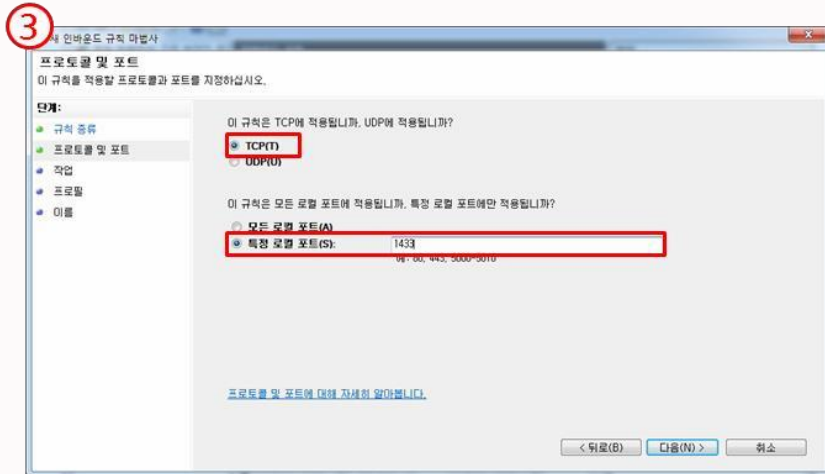 ③
새 인바운드 규칙 마법사
프로토콜 및 포트
이 규칙을 적용할 프로토콜과 포트를 지정하십시오.
단계:
규칙 종류
프로토콜 및 포트
작업
프로필
이름
이 규칙은 TCP에 적용됩니까, UDP에 적용됩니까?
TCP(T)
UDP(U)
이 규칙은 모든 로컬 포트에 적용됩니까, 특정 로컬 포트에만 적용됩니까?
모든 로컬 포트(A)
특정 로컬 포트(S): 1433
예: 80, 443, 5000-5010
프로토콜 및 포트에 대해 자세히 알아봅니다.
< 뒤로(B) 다음(N) > 취소